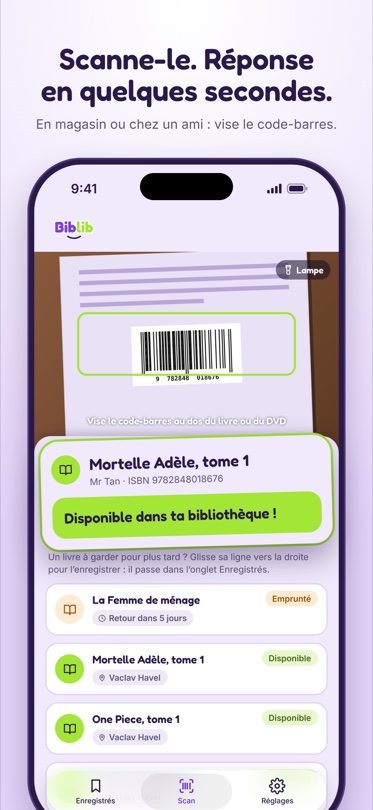 Scanne-le. Réponse
en quelques secondes.
En magasin ou chez un ami : vise le code-barres.
9:41
Biblib
Lampe
9 782848 018676
Vise le code-barres au dos du livre ou du DVD
Mortelle Adèle, tome 1
Mr Tan · ISBN 9782848018676
Disponible dans ta bibliothèque !
Un livre à garder pour plus tard ? Glisse sa ligne vers la droite
pour l'enregistrer : il passe dans l'onglet Enregistrés.
La Femme de ménage
Emprunté
Retour dans 5 jours
Mortelle Adèle, tome 1
Disponible
Vaclav Havel
One Piece, tome 1
Disponible
Vaclav Havel
Enregistrés
Scan
Réglages